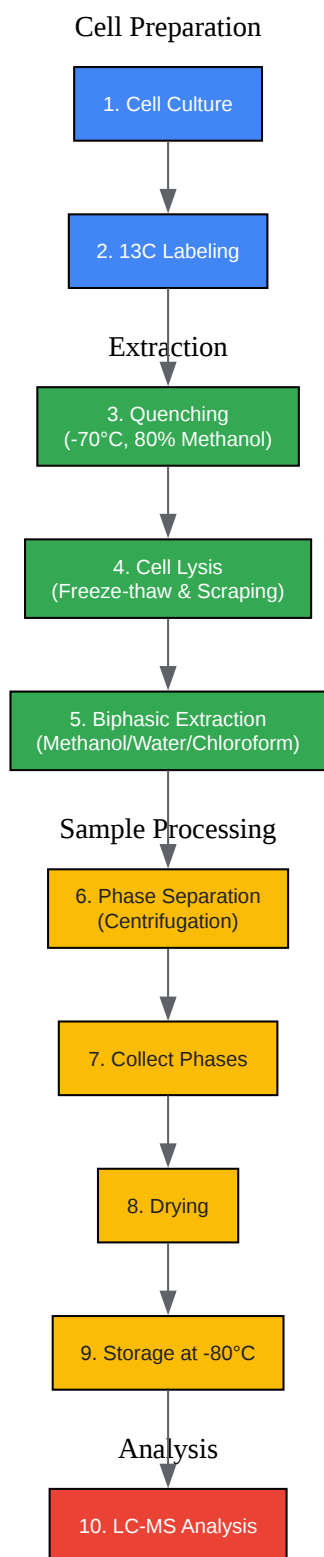 Cell Preparation
1. Cell Culture
2. 13C Labeling
Extraction
3. Quenching
(-70°C, 80% Methanol)
4. Cell Lysis
(Freeze-thaw & Scraping)
5. Biphasic Extraction
(Methanol/Water/Chloroform)
Sample Processing
6. Phase Separation
(Centrifugation)
7. Collect Phases
8. Drying
9. Storage at -80°C
Analysis
10. LC-MS Analysis